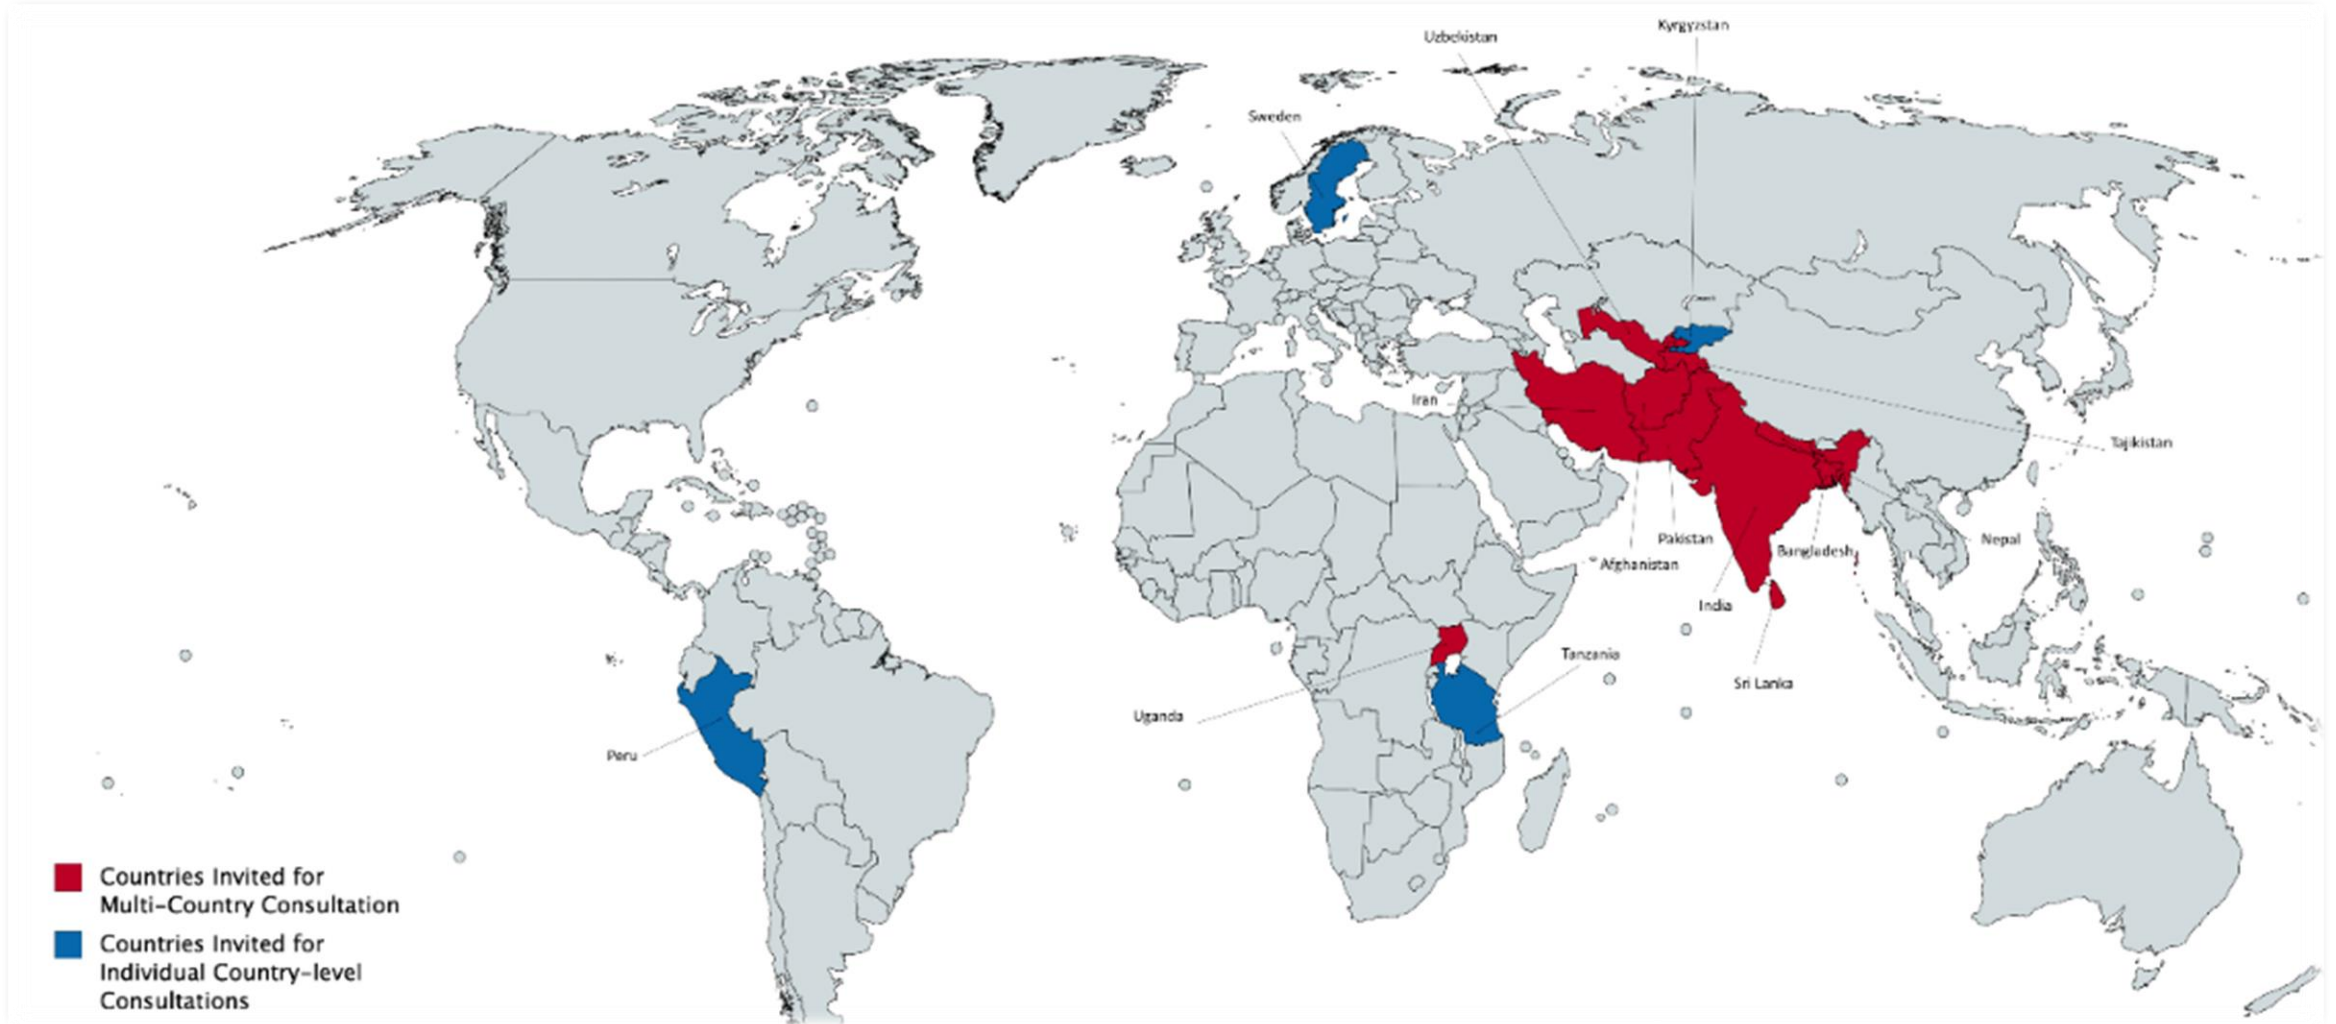 Kyrgyzstan
Uzbekistan
Sweden
Iran
Tajikistan
Pakistan
Nepal
Bangladesh
Afghanistan
India
Tanzania
Sri Lanka
Uganda
Peru
Countries Invited for
Multi-Country Consultation
Countries Invited for
Individual Country-level
Consultations